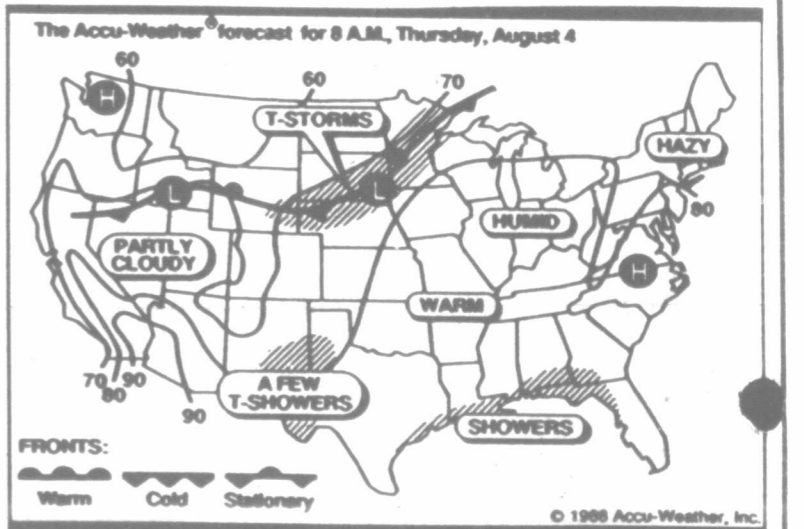 The Accu-Weather® forecast for 8 A.M., Thursday, August 4
60
60
70
H
T-STORMS
HAZY
L
L
80
HUMID
PARTLY
CLOUDY
H
WARM
70
80
90
90
A FEW
T-SHOWERS
SHOWERS
FRONTS:
Warm
Cold
Stationary
© 1988 Accu-Weather, Inc.